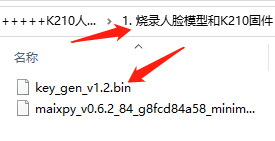 +++++K210人... > 1. 烧录人脸模型和K210固件
名称
key_gen_v1.2.bin
maixpy_v0.6.2_84_g8fcd84a58_minim...